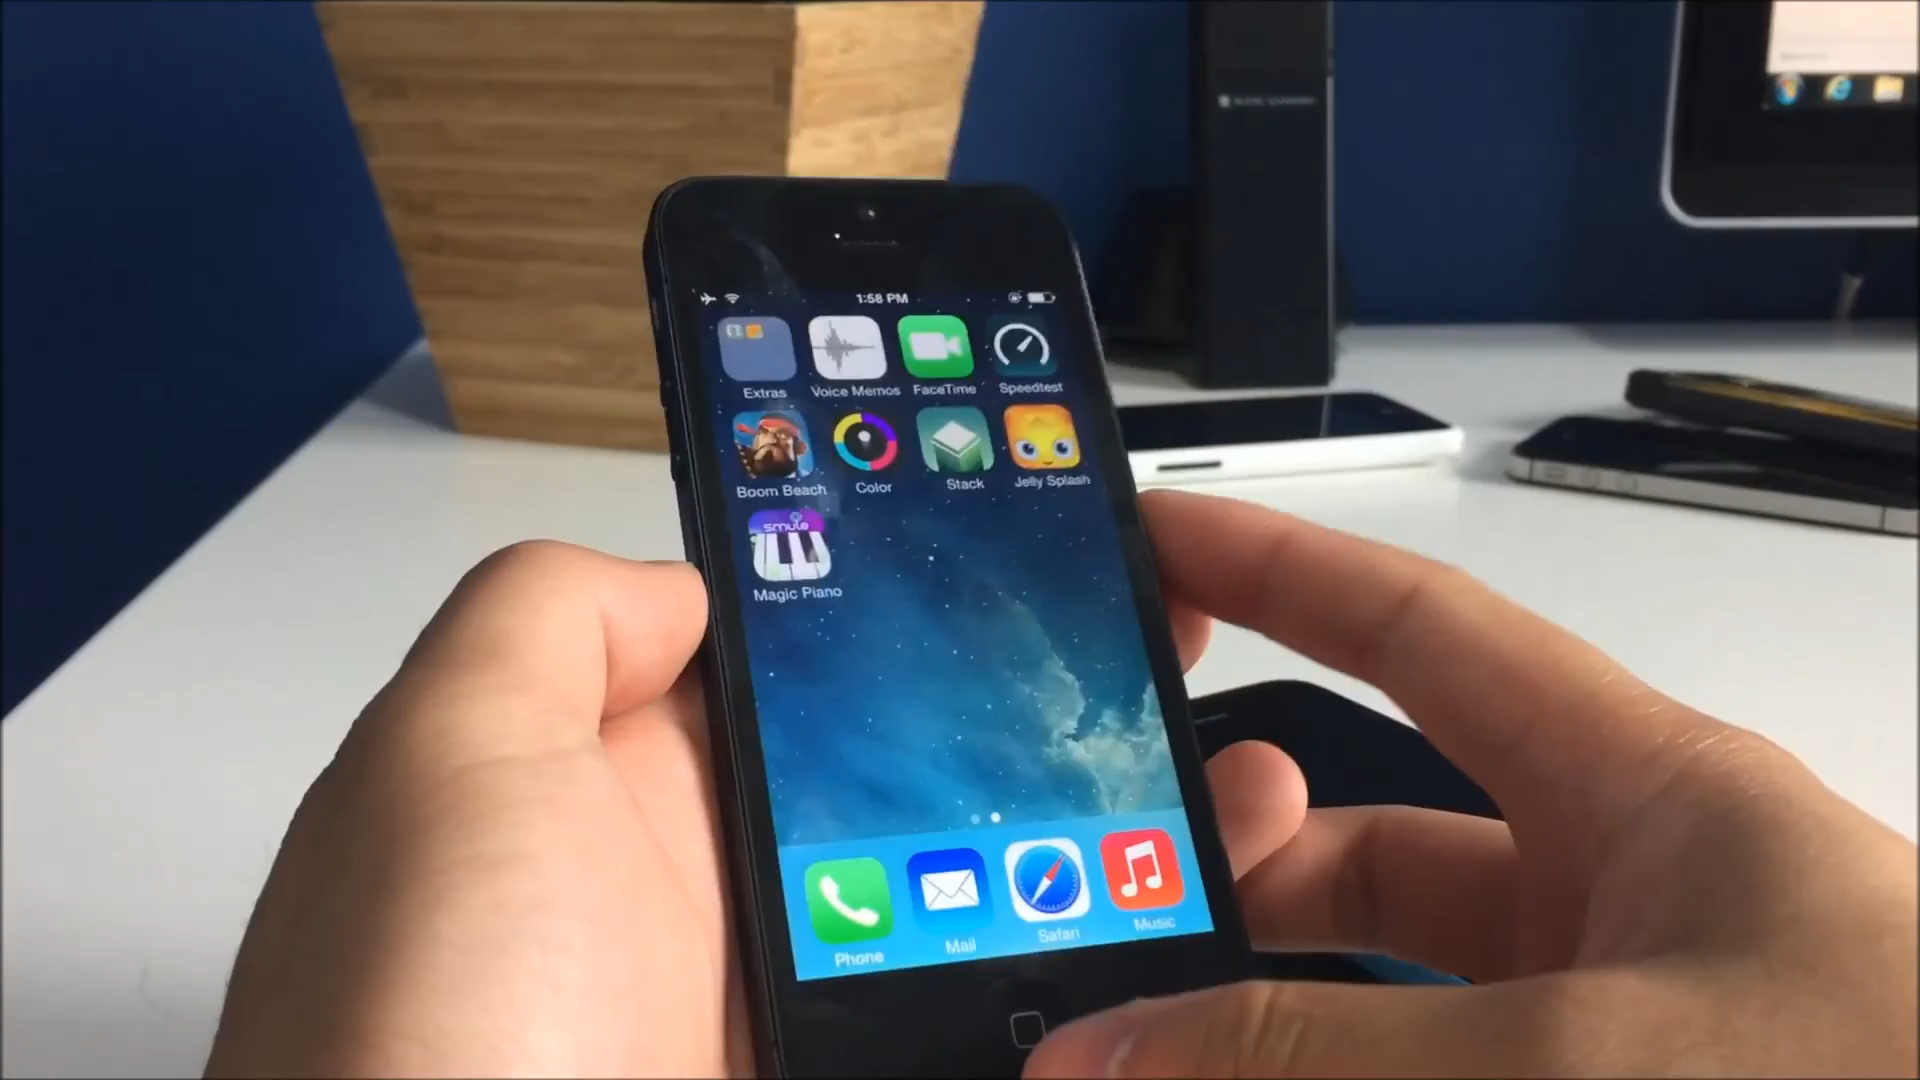 1:58 PM
Extras Voice Memos FaceTime Speedtest
Boom Beach Color Stack Jelly Splash
smule
Magic Piano
Phone Mail Safari Music